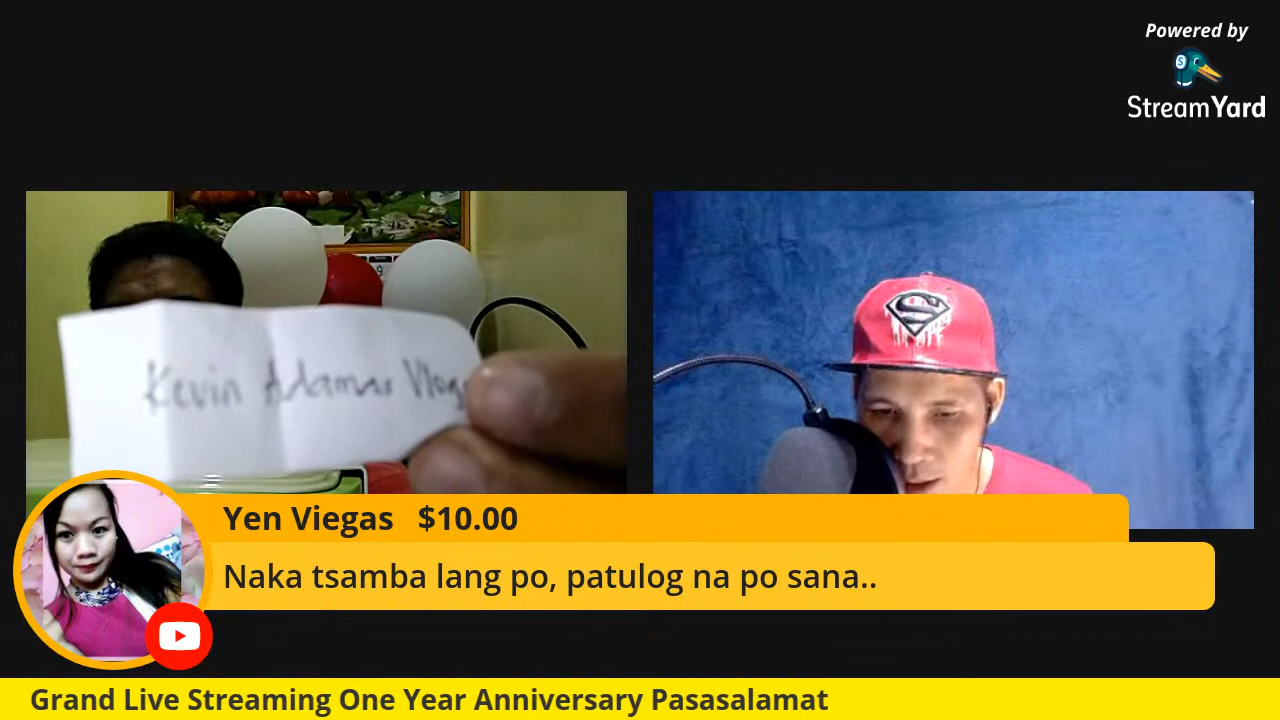 Powered by
StreamYard
Kevin Adamas Vlog
Yen Viegas $10.00
Naka tsamba lang po, patulog na po sana..
Grand Live Streaming One Year Anniversary Pasasalamat